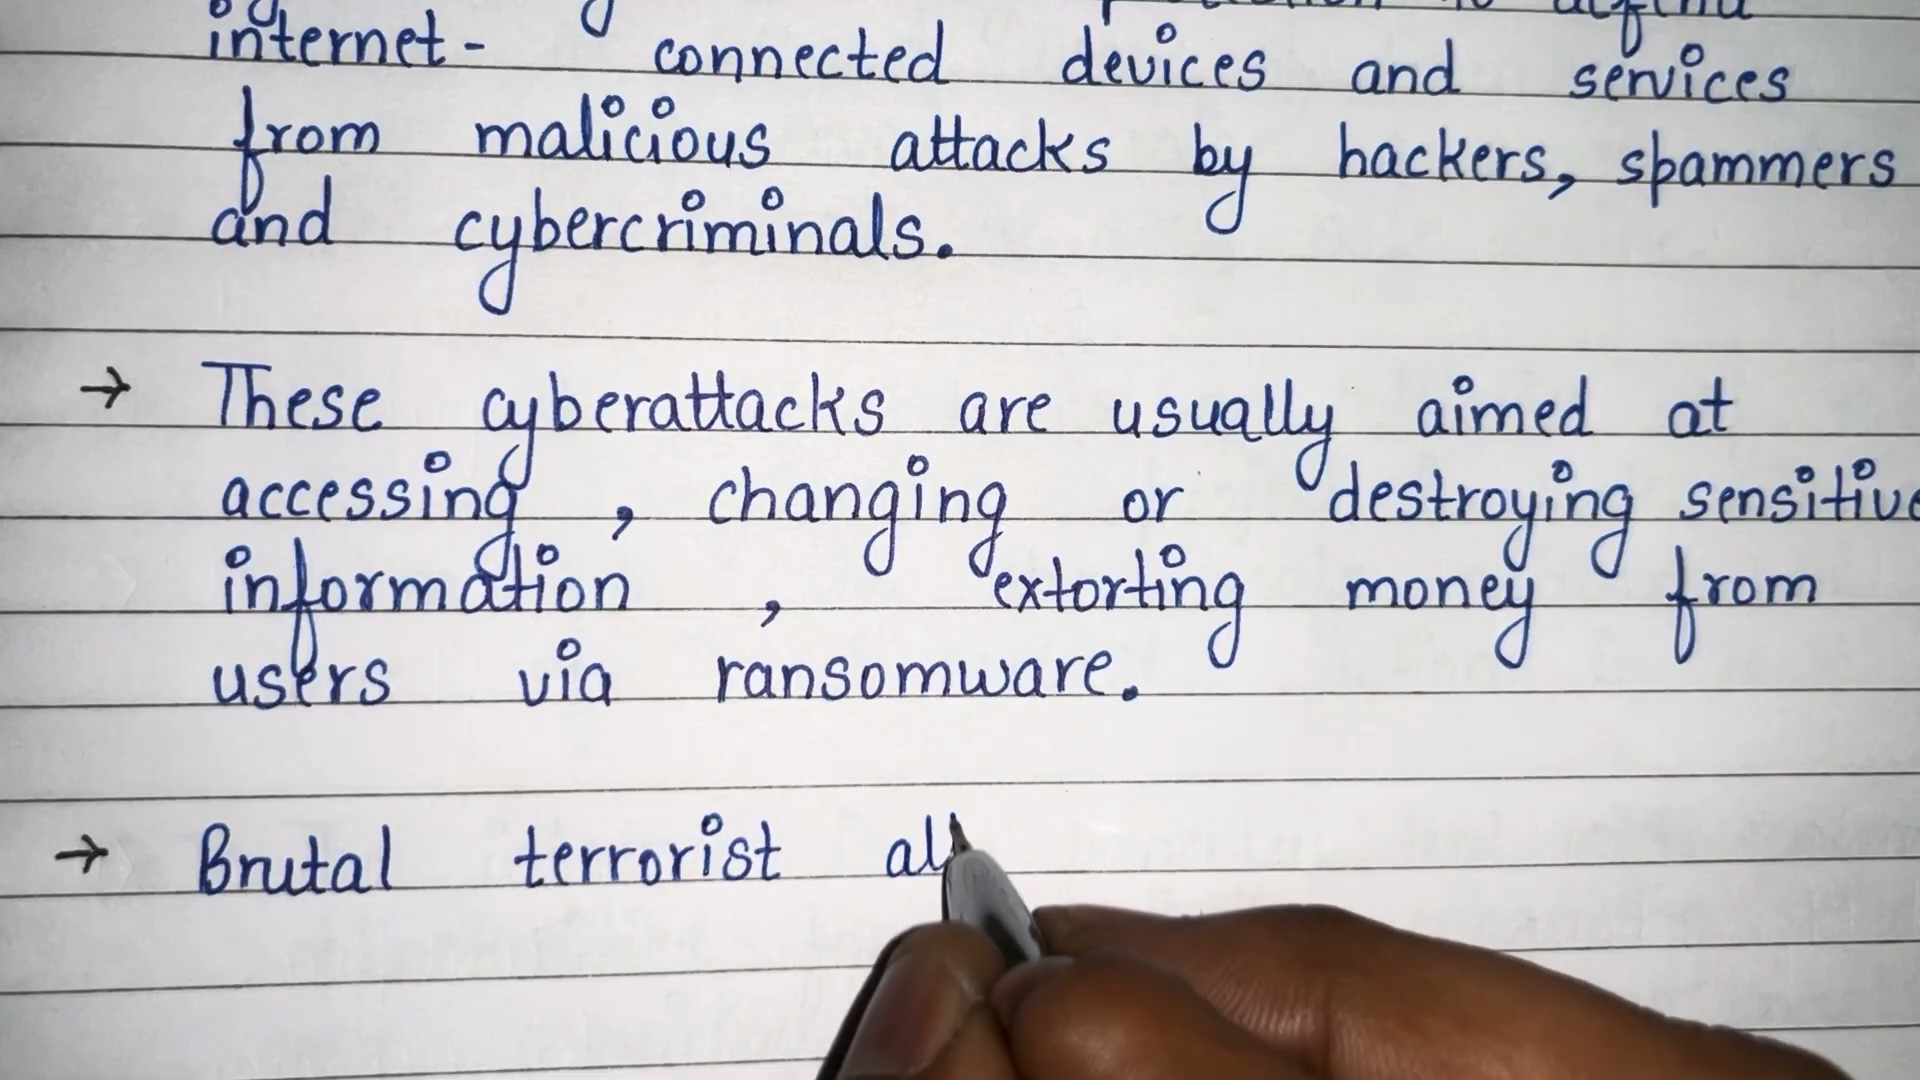 internet- connected devices and services
from malicious attacks by hackers, spammers
and cybercriminals.
→ These cyberattacks are usually aimed at
accessing , changing or destroying sensitive
information , extorting money from
users via ransomware.
→ Brutal terrorist